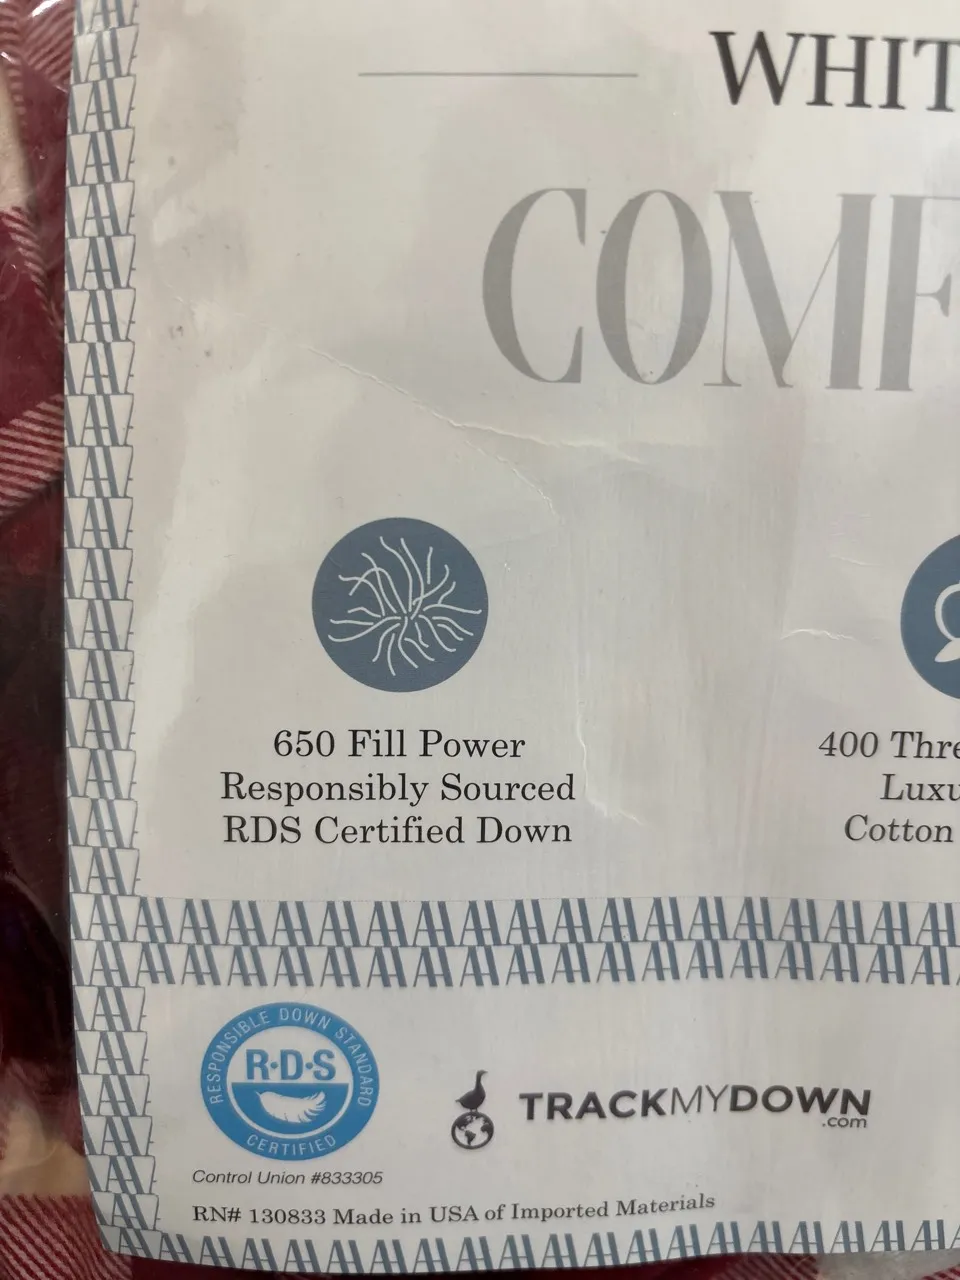 WHIT
COMF
650 Fill Power
Responsibly Sourced
RDS Certified Down
400 Thre
Luxu
Cotton
RESPONSIBLE DOWN STANDARD
R·D·S
CERTIFIED
TRACKMYDOWN
.com
Control Union #833305
RN# 130833 Made in USA of Imported Materials